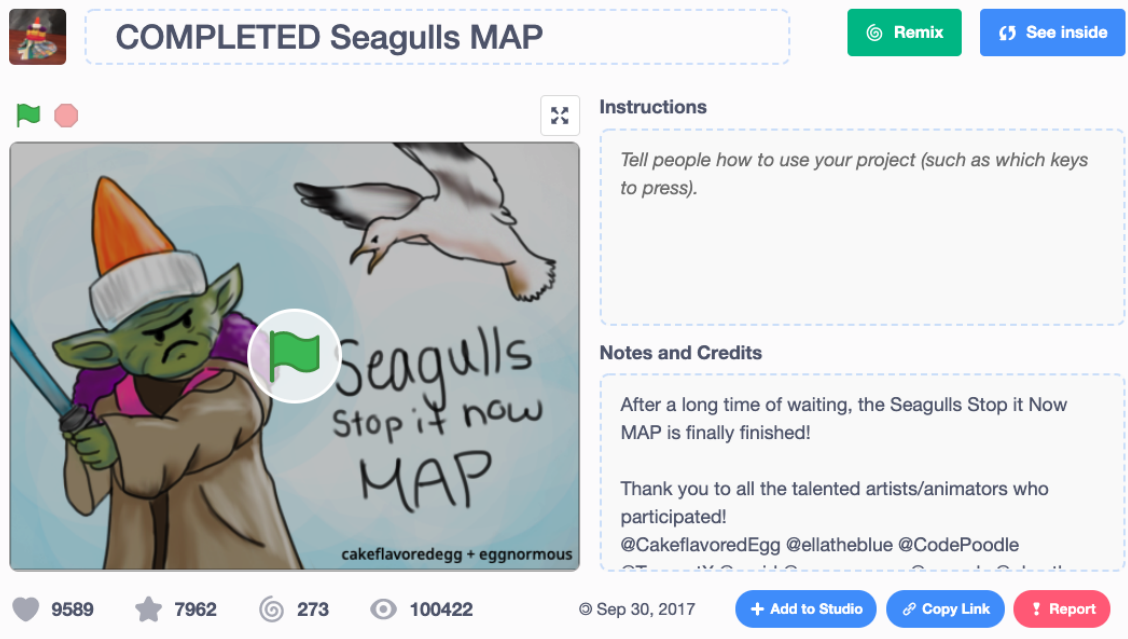 COMPLETED Seagulls MAP
Remix
See inside
Instructions
Tell people how to use your project (such as which keys
to press).
Seagulls
Stop it now
MAP
cakeflavoredegg + eggnormous
Notes and Credits
After a long time of waiting, the Seagulls Stop it Now
MAP is finally finished!
Thank you to all the talented artists/animators who
participated!
@CakeflavoredEgg @ellatheblue @CodePoodle
9589
7962
273
100422
© Sep 30, 2017
Add to Studio
Copy Link
Report